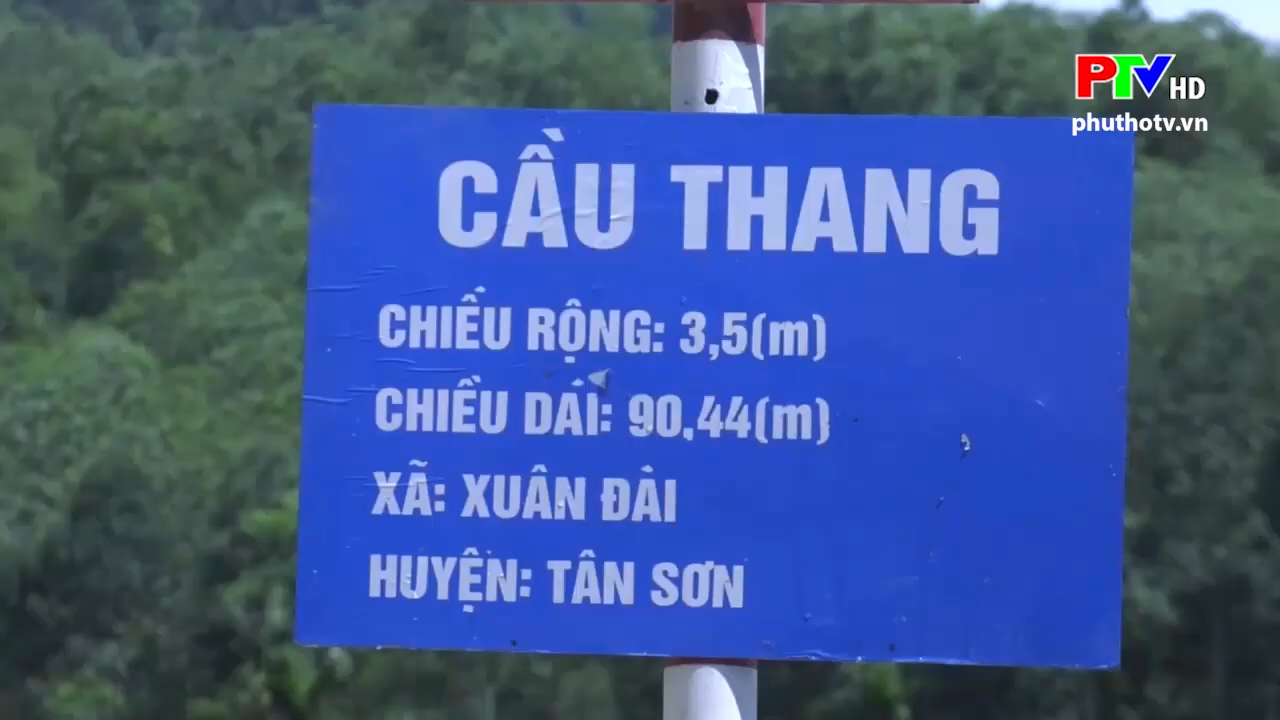 PTV HD
phuthotv.vn
CẦU THANG
CHIỀU RỘNG: 3,5(m)
CHIỀU DÀI: 90,44(m)
XÃ: XUÂN ĐÀI
HUYỆN: TÂN SƠN